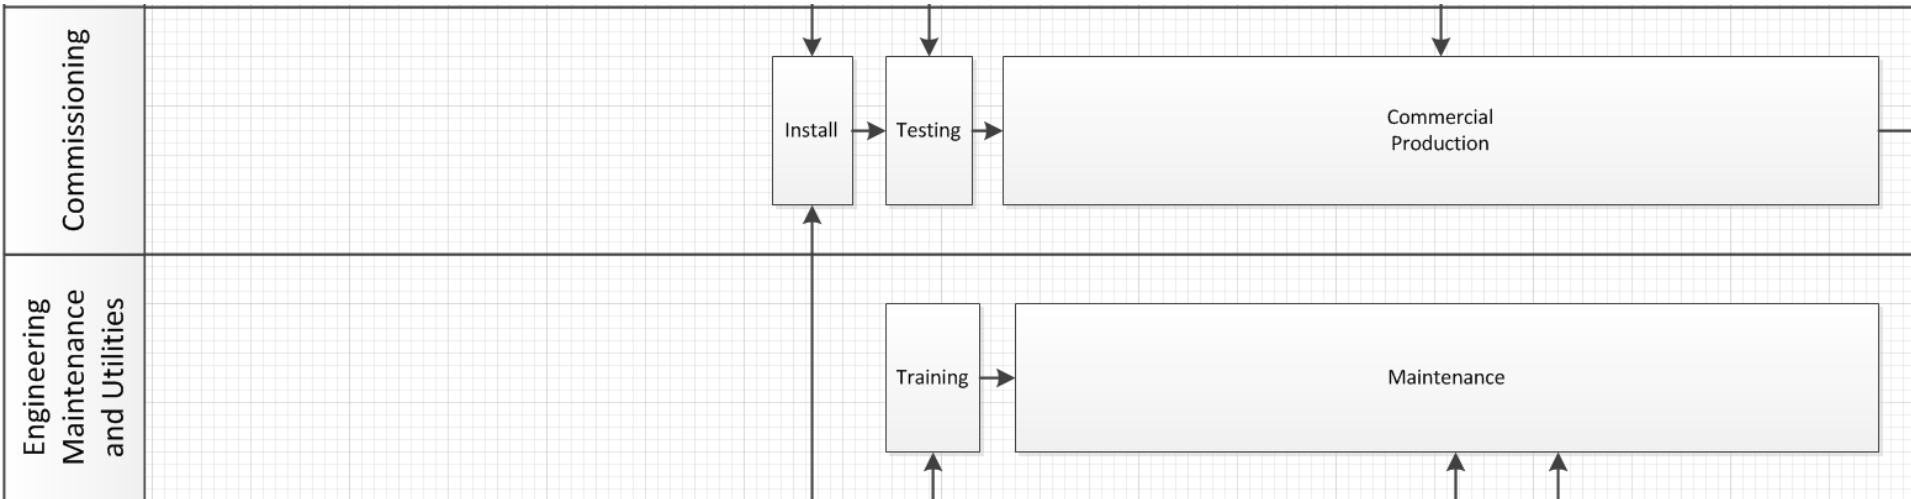 Commissioning
Install
Testing
Commercial
Production
Engineering
Maintenance
and Utilities
Training
Maintenance